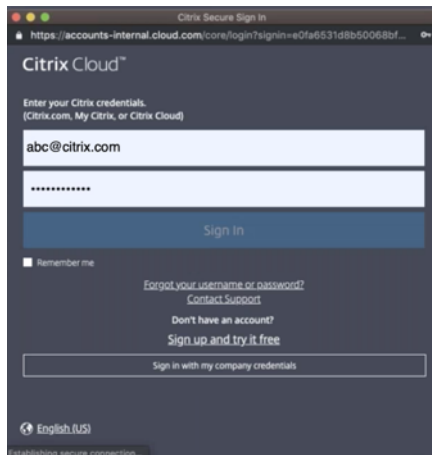 Citrix Secure Sign In
https://accounts-internal.cloud.com/core/login?signin=e0fa6531d8b50068bf...
Citrix Cloud™
Enter your Citrix credentials.
(Citrix.com, My Citrix, or Citrix Cloud)
abc@citrix.com
••••••••••••
Sign In
Remember me
Forgot your username or password?
Contact Support
Don't have an account?
Sign up and try it free
Sign in with my company credentials
English (US)
Establishing secure connection...